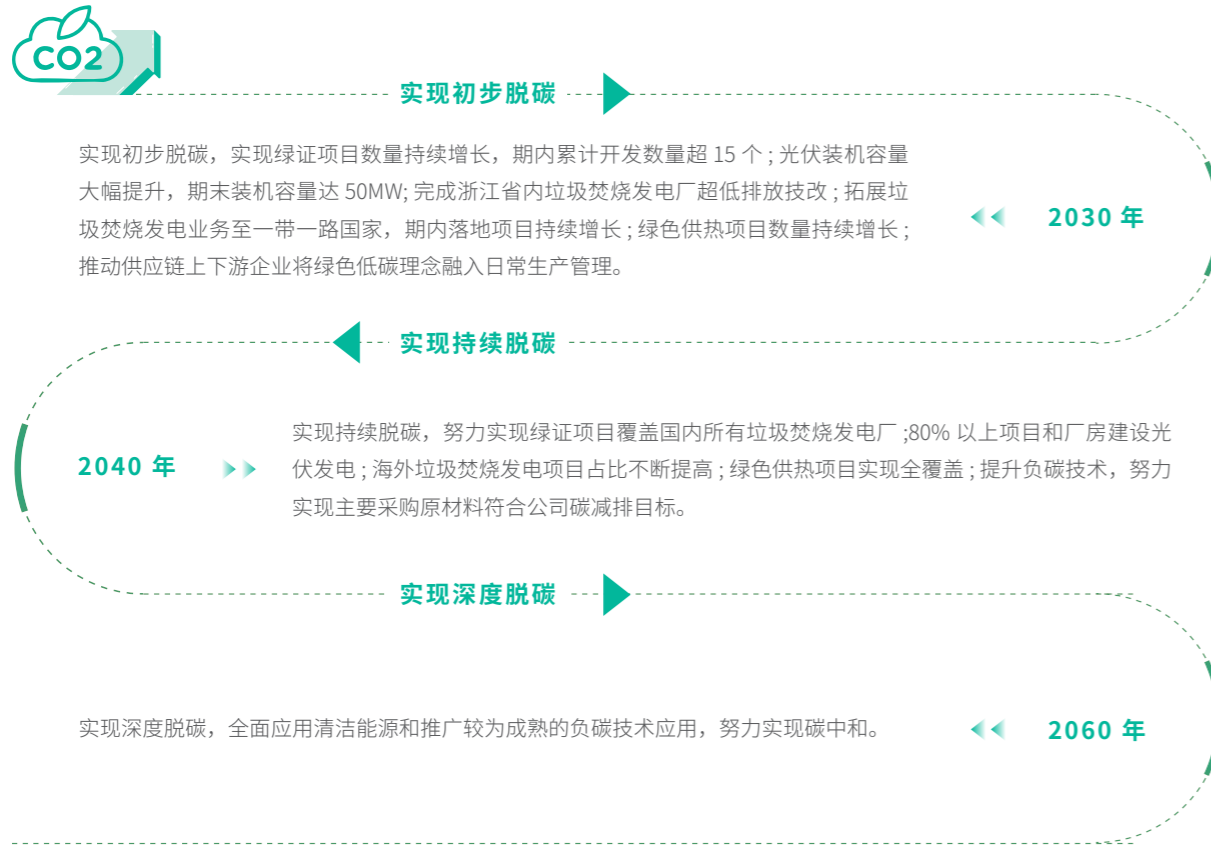 CO2
实现初步脱碳
实现初步脱碳，实现绿证项目数量持续增长，期内累计开发数量超 15 个 ; 光伏装机容量
大幅提升，期末装机容量达 50MW; 完成浙江省内垃圾焚烧发电厂超低排放技改 ; 拓展垃
圾焚烧发电业务至一带一路国家，期内落地项目持续增长 ; 绿色供热项目数量持续增长 ;
推动供应链上下游企业将绿色低碳理念融入日常生产管理。
2030 年
实现持续脱碳
2040 年
实现持续脱碳，努力实现绿证项目覆盖国内所有垃圾焚烧发电厂 ;80% 以上项目和厂房建设光
伏发电 ; 海外垃圾焚烧发电项目占比不断提高 ; 绿色供热项目实现全覆盖 ; 提升负碳技术，努力
实现主要采购原材料符合公司碳减排目标。
实现深度脱碳
实现深度脱碳，全面应用清洁能源和推广较为成熟的负碳技术应用，努力实现碳中和。
2060 年